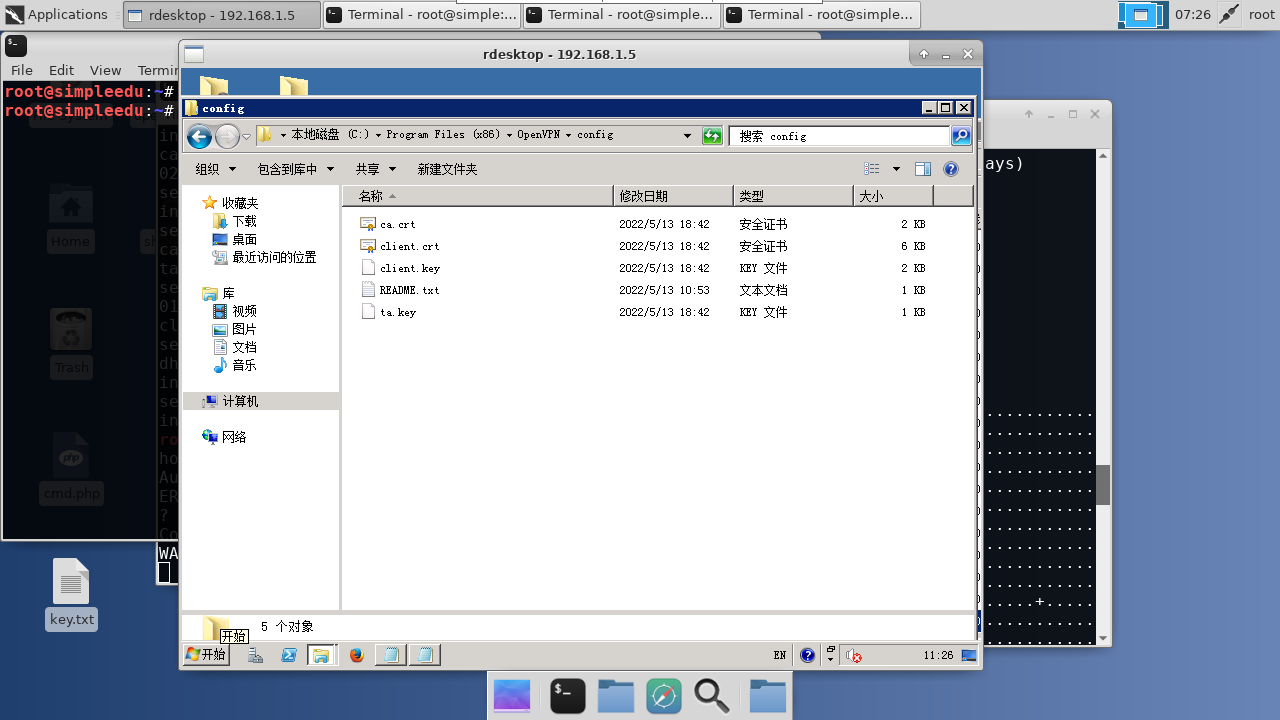 Applications
rdesktop - 192.168.1.5
Terminal - root@simple:...
Terminal - root@simple...
Terminal - root@simple...
07:26
root
rdesktop - 192.168.1.5
File Edit View
root@simpleedu:~#
root@simpleedu:~#
config
本地磁盘 (C:) Program Files (x86) OpenVPN config
搜索 config
组织 包含到库中 共享 新建文件夹
名称 修改日期 类型 大小
收藏夹
下载
桌面
最近访问的位置
库
视频
图片
文档
音乐
计算机
网络
ca.crt 2022/5/13 18:42 安全证书 2 KB
client.crt 2022/5/13 18:42 安全证书 6 KB
client.key 2022/5/13 18:42 KEY 文件 2 KB
README.txt 2022/5/13 10:53 文本文档 1 KB
ta.key 2022/5/13 18:42 KEY 文件 1 KB
5 个对象
开始
开始
EN
11:26
ays)
Home
Trash
cmd.php
key.txt
WA